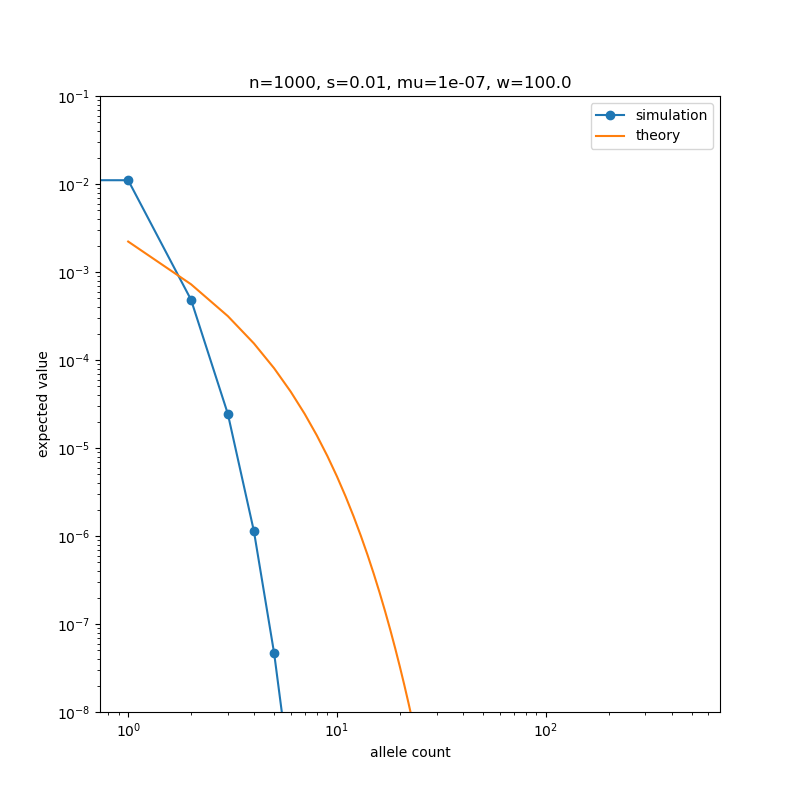 n=1000, s=0.01, mu=1e-07, w=100.0
simulation
theory
10⁻¹
10⁻²
10⁻³
10⁻⁴
10⁻⁵
10⁻⁶
10⁻⁷
10⁻⁸
expected value
10⁰ 10¹ 10²
allele count